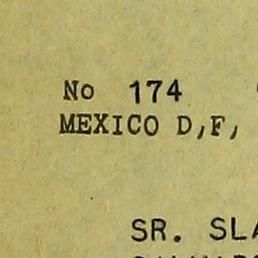 No 174
MEXICO D,F,
SR. SLA